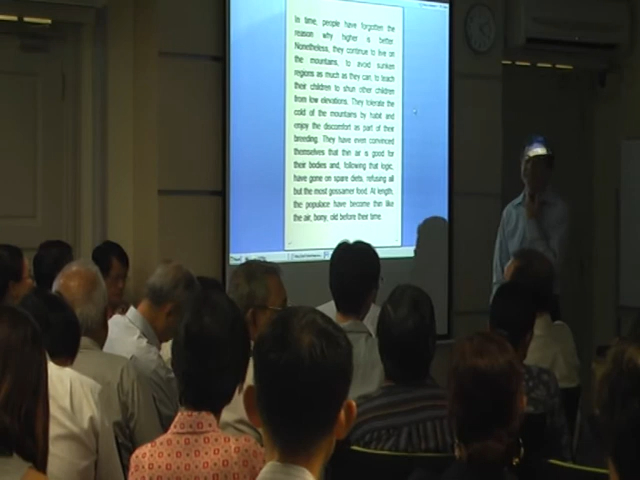 In time, people have forgotten the
reason why higher is better.
Nonetheless, they continue to live on
the mountains, to avoid sunken
regions as much as they can, to teach
their children to shun other children
from low elevations. They tolerate the
cold of the mountains by habit and
enjoy the discomfort as part of their
breeding. They have even convinced
themselves that thin air is good for
their bodies and, following that logic,
have gone on spare diets, refusing all
but the most gossamer food. At length,
the populace have become thin like
the air, bony, old before their time.